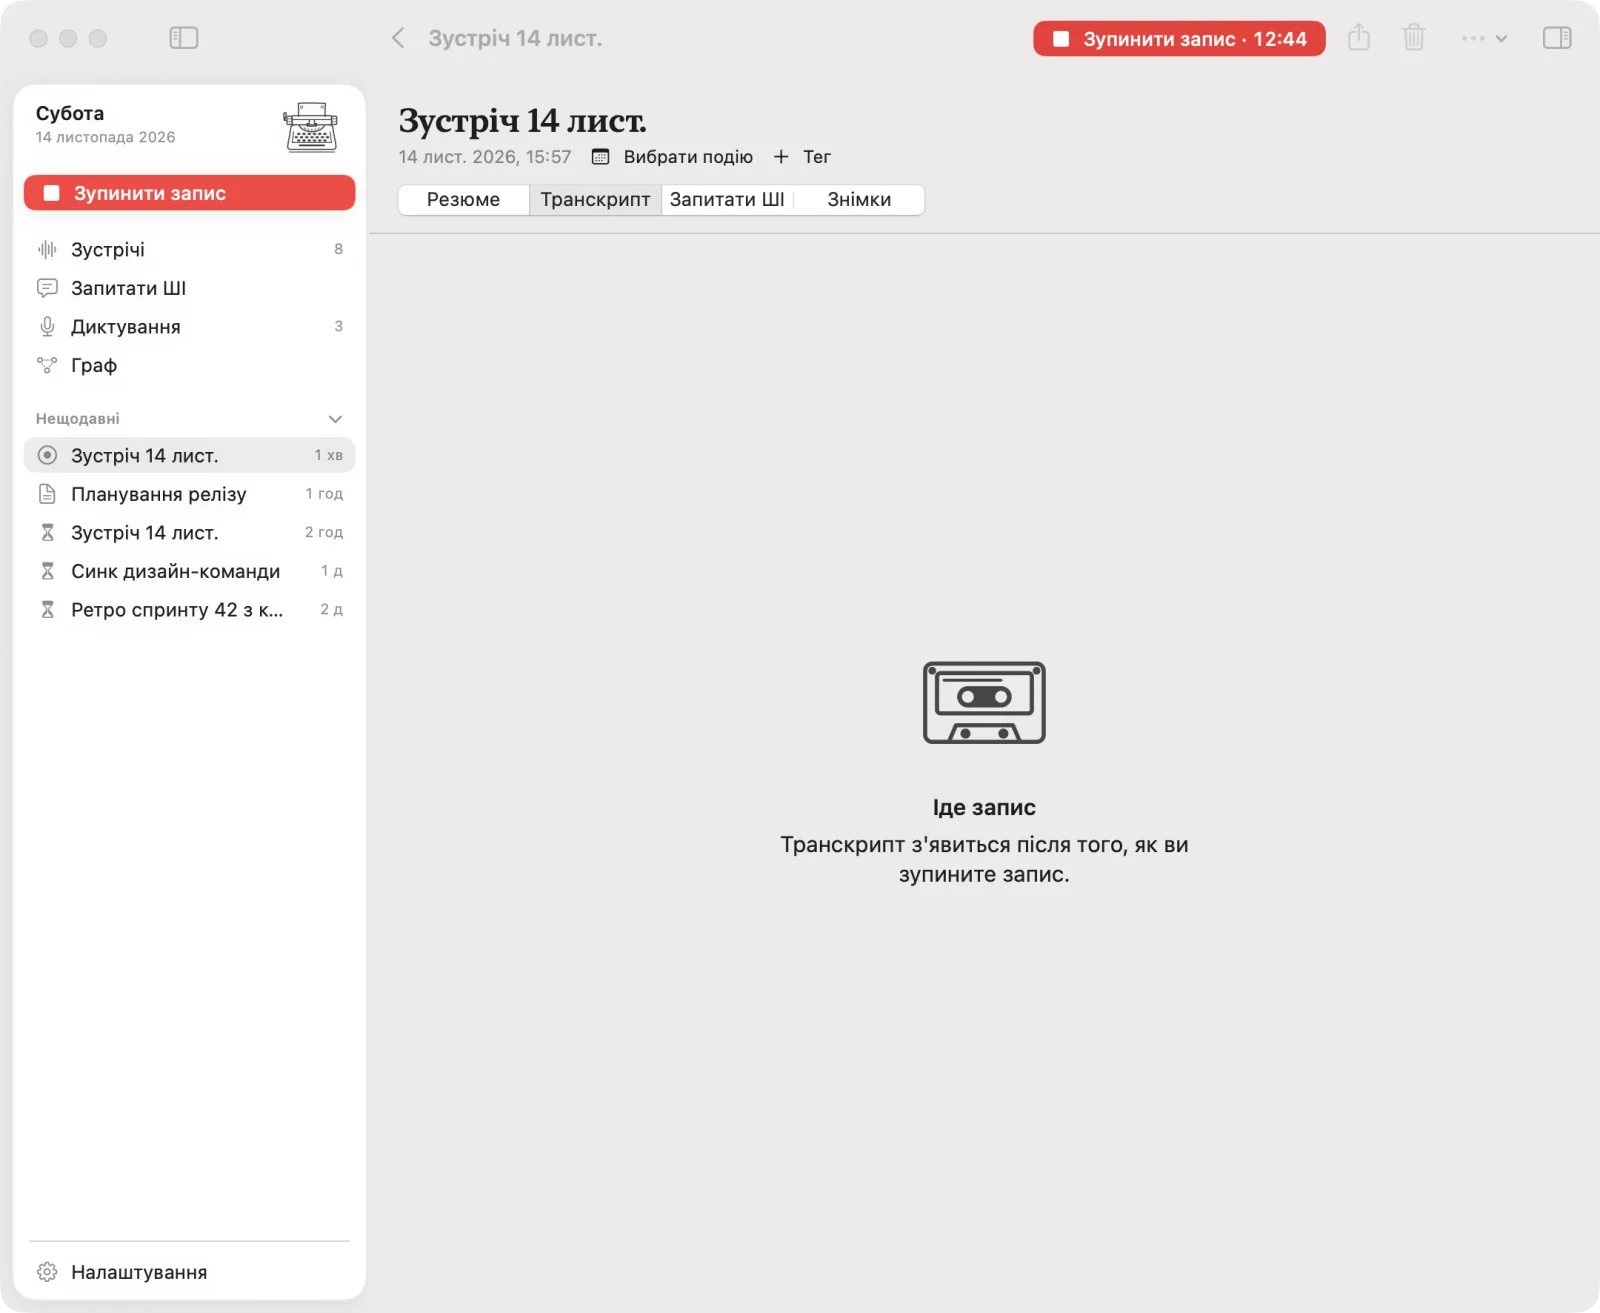 Зустріч 14 лист.
Зупинити запис · 12:44
Субота
14 листопада 2026
Зупинити запис
Зустрічі 8
Запитати ШІ
Диктування 3
Граф
Нещодавні
Зустріч 14 лист. 1 хв
Планування релізу 1 год
Зустріч 14 лист. 2 год
Синк дизайн-команди 1 д
Ретро спринту 42 з к... 2 д
Налаштування
Зустріч 14 лист.
14 лист. 2026, 15:57 Вибрати подію + Тег
Резюме Транскрипт Запитати ШІ Знімки
Іде запис
Транскрипт з'явиться після того, як ви
зупините запис.